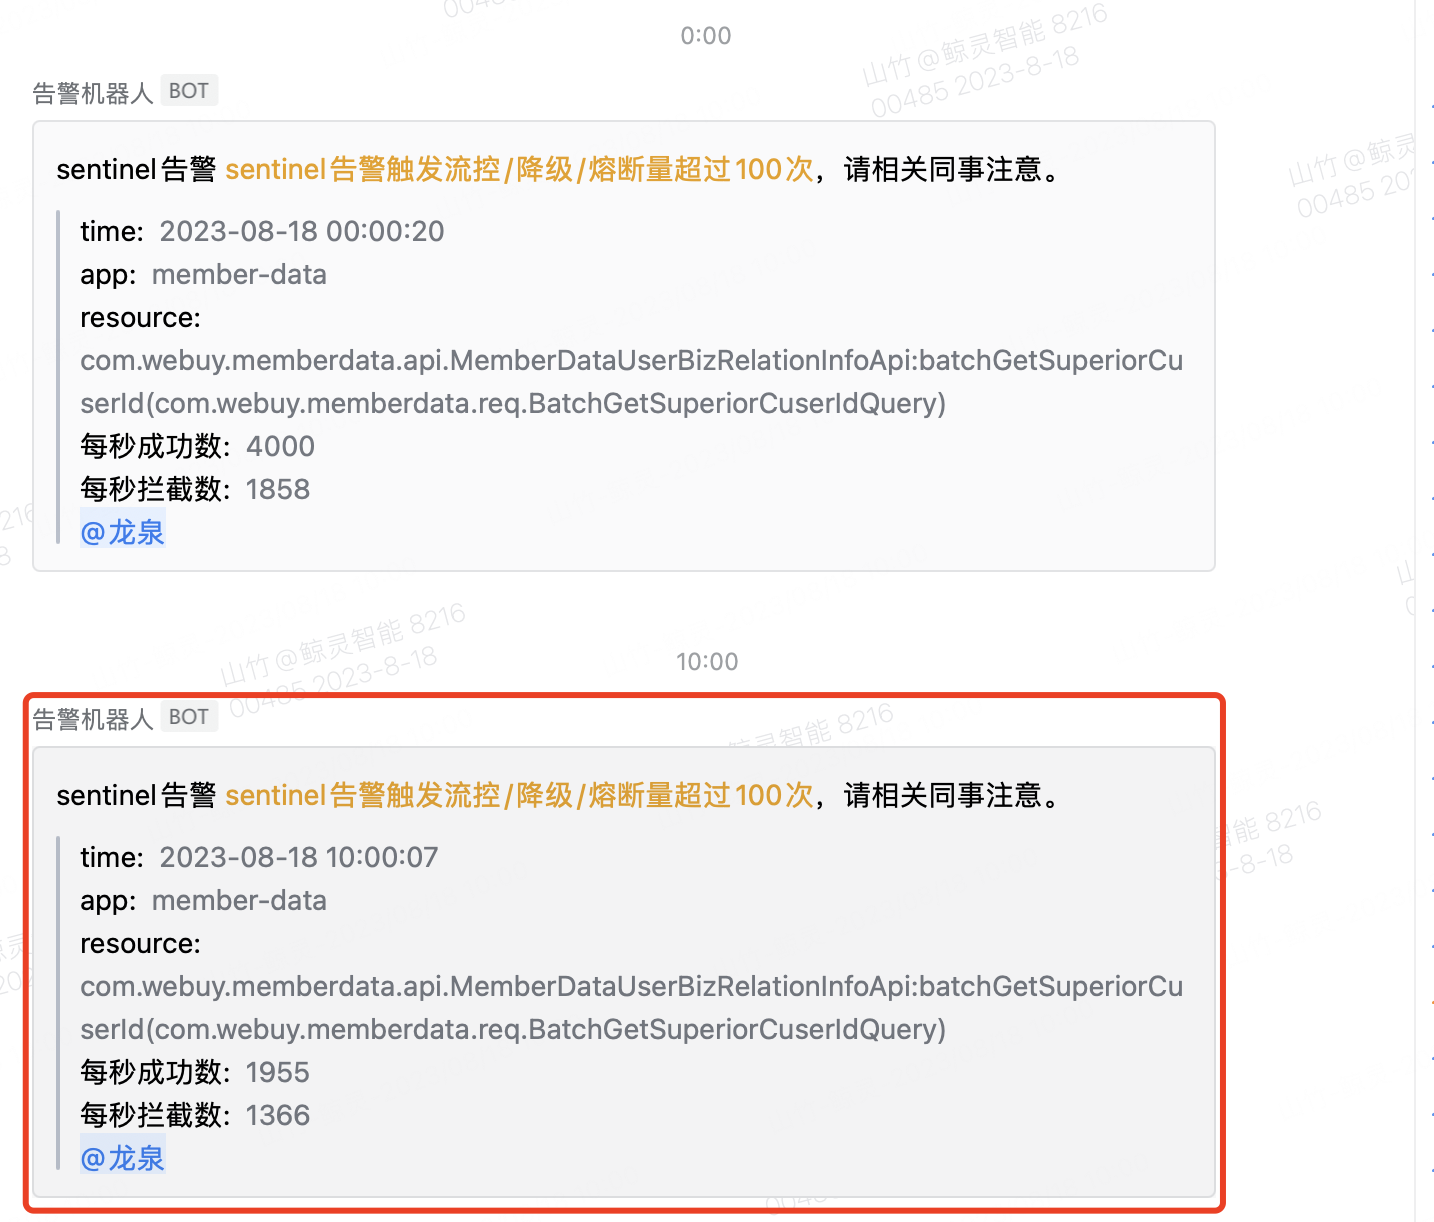 0:00
山竹 @鲸灵智能 8216
00485 2023-8-18
告警机器人 BOT
sentinel告警 sentinel告警触发流控/降级/熔断量超过100次，请相关同事注意。
time: 2023-08-18 00:00:20
app: member-data
resource:
com.webuy.memberdata.api.MemberDataUserBizRelationInfoApi:batchGetSuperiorCu
serId(com.webuy.memberdata.req.BatchGetSuperiorCuserIdQuery)
每秒成功数: 4000
每秒拦截数: 1858
@龙泉
山竹 @鲸灵智能 8216
00485 2023-8-18
10:00
告警机器人 BOT
sentinel告警 sentinel告警触发流控/降级/熔断量超过100次，请相关同事注意。
time: 2023-08-18 10:00:07
app: member-data
resource:
com.webuy.memberdata.api.MemberDataUserBizRelationInfoApi:batchGetSuperiorCu
serId(com.webuy.memberdata.req.BatchGetSuperiorCuserIdQuery)
每秒成功数: 1955
每秒拦截数: 1366
@龙泉